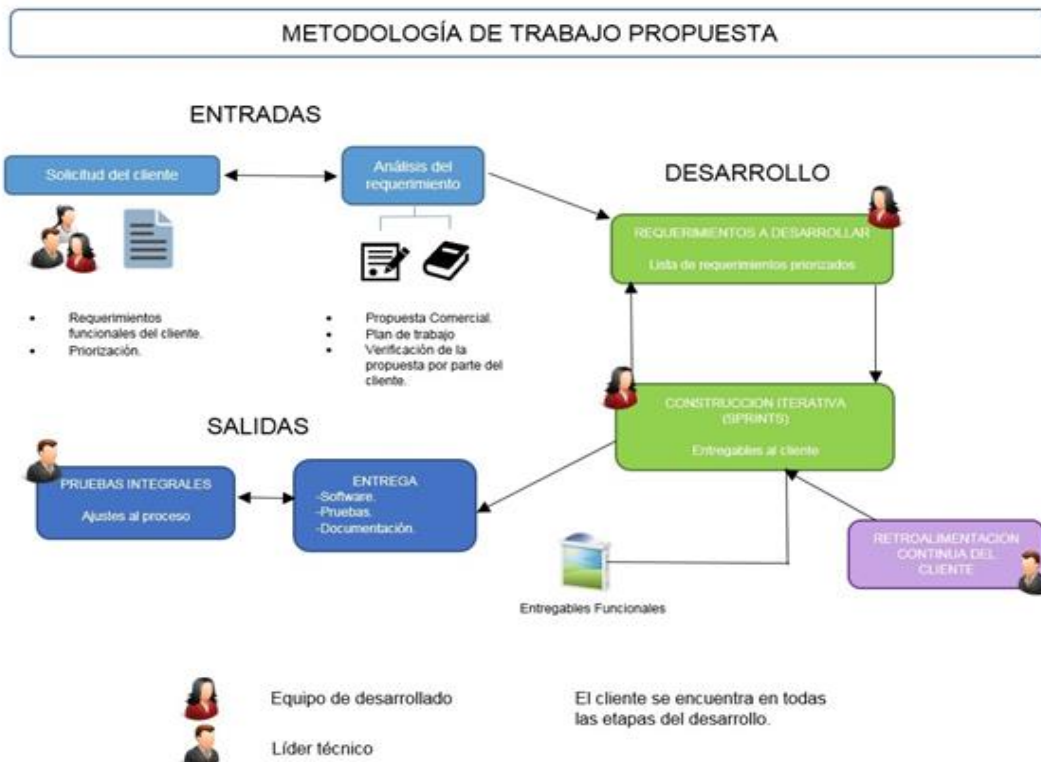 METODOLOGÍA DE TRABAJO PROPUESTA
ENTRADAS
Solicitud del cliente
Análisis del
requerimiento
• Requerimientos
funcionales del cliente.
• Priorización.
• Propuesta Comercial.
• Plan de trabajo
• Verificación de la
propuesta por parte del
cliente.
DESARROLLO
REQUERIMIENTOS A DESARROLLAR
Lista de requerimientos priorizados
CONSTRUCCION ITERATIVA
(SPRINTS)
Entregables al cliente
RETROALIMENTACION
CONTINUA DEL
CLIENTE
Entregables Funcionales
SALIDAS
PRUEBAS INTEGRALES
Ajustes al proceso
ENTREGA
-Software.
-Pruebas.
-Documentación.
Equipo de desarrollado
Líder técnico
El cliente se encuentra en todas
las etapas del desarrollo.